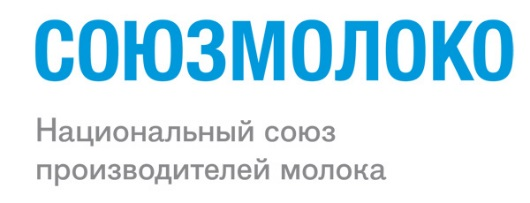 СОЮЗМОЛОКО
Национальный союз
производителей молока